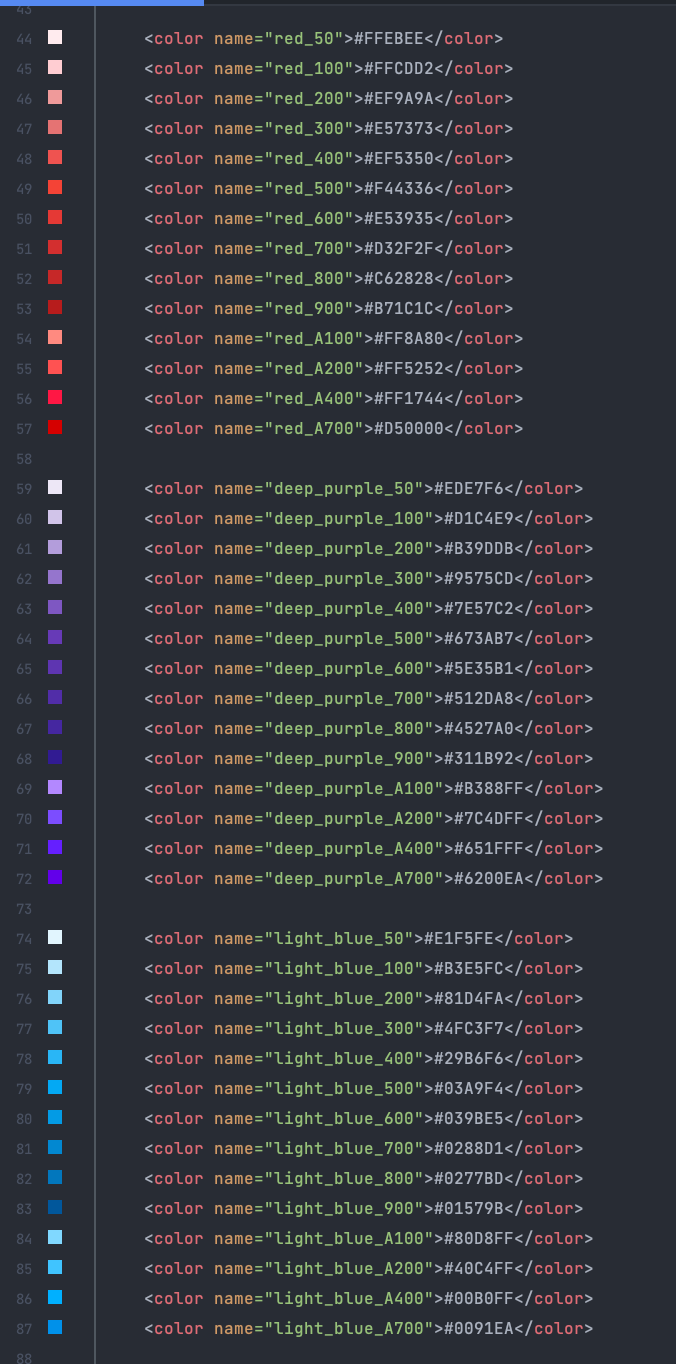 43
44 <color name="red_50">#FFEBEE</color>
45 <color name="red_100">#FFCDD2</color>
46 <color name="red_200">#EF9A9A</color>
47 <color name="red_300">#E57373</color>
48 <color name="red_400">#EF5350</color>
49 <color name="red_500">#F44336</color>
50 <color name="red_600">#E53935</color>
51 <color name="red_700">#D32F2F</color>
52 <color name="red_800">#C62828</color>
53 <color name="red_900">#B71C1C</color>
54 <color name="red_A100">#FF8A80</color>
55 <color name="red_A200">#FF5252</color>
56 <color name="red_A400">#FF1744</color>
57 <color name="red_A700">#D50000</color>
58
59 <color name="deep_purple_50">#EDE7F6</color>
60 <color name="deep_purple_100">#D1C4E9</color>
61 <color name="deep_purple_200">#B39DDB</color>
62 <color name="deep_purple_300">#9575CD</color>
63 <color name="deep_purple_400">#7E57C2</color>
64 <color name="deep_purple_500">#673AB7</color>
65 <color name="deep_purple_600">#5E35B1</color>
66 <color name="deep_purple_700">#512DA8</color>
67 <color name="deep_purple_800">#4527A0</color>
68 <color name="deep_purple_900">#311B92</color>
69 <color name="deep_purple_A100">#B388FF</color>
70 <color name="deep_purple_A200">#7C4DFF</color>
71 <color name="deep_purple_A400">#651FFF</color>
72 <color name="deep_purple_A700">#6200EA</color>
73
74 <color name="light_blue_50">#E1F5FE</color>
75 <color name="light_blue_100">#B3E5FC</color>
76 <color name="light_blue_200">#81D4FA</color>
77 <color name="light_blue_300">#4FC3F7</color>
78 <color name="light_blue_400">#29B6F6</color>
79 <color name="light_blue_500">#03A9F4</color>
80 <color name="light_blue_600">#039BE5</color>
81 <color name="light_blue_700">#0288D1</color>
82 <color name="light_blue_800">#0277BD</color>
83 <color name="light_blue_900">#01579B</color>
84 <color name="light_blue_A100">#80D8FF</color>
85 <color name="light_blue_A200">#40C4FF</color>
86 <color name="light_blue_A400">#00B0FF</color>
87 <color name="light_blue_A700">#0091EA</color>
88